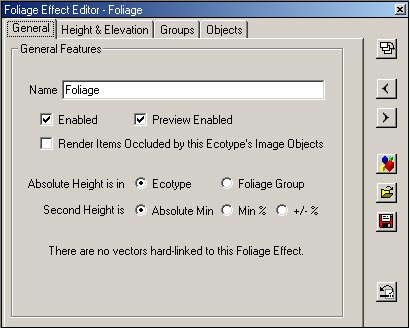 Foliage Effect Editor - Foliage
General Height & Elevation Groups Objects
General Features
Name Foliage
Enabled Preview Enabled
Render Items Occluded by this Ecotype's Image Objects
Absolute Height is in Ecotype Foliage Group
Second Height is Absolute Min Min % +/- %
There are no vectors hard-linked to this Foliage Effect.